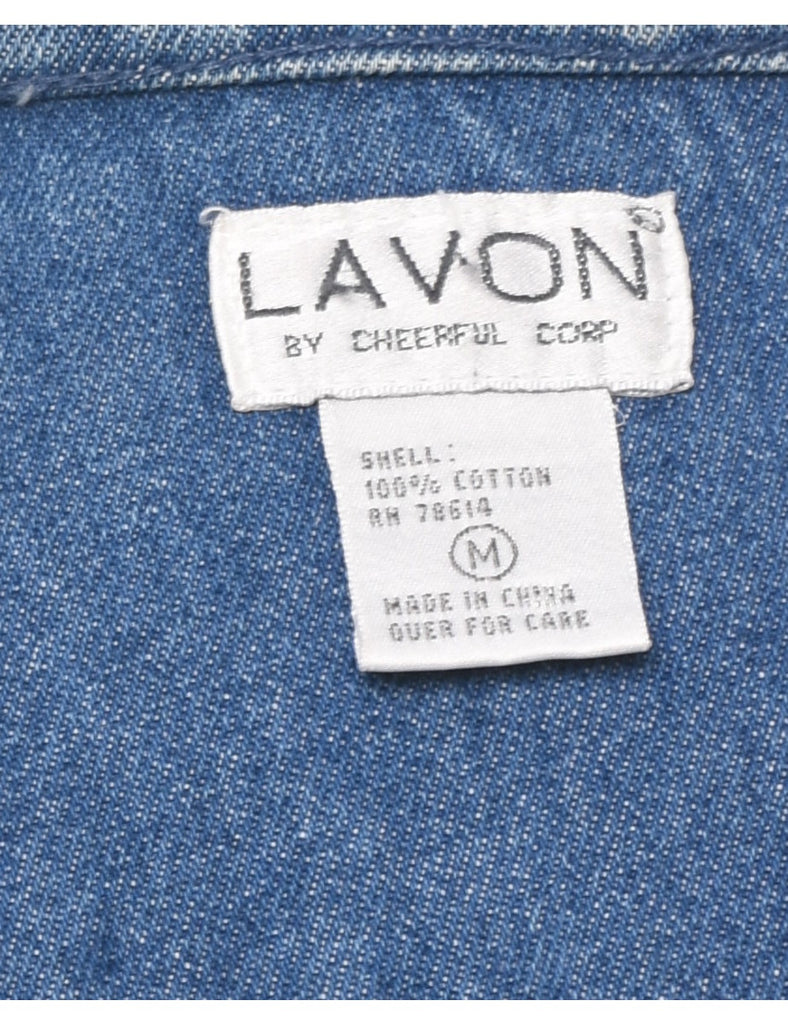 LAVON
BY CHEERFUL CORP
SHELL:
100% COTTON
RN 78614
M
MADE IN CHINA
OVER FOR CARE